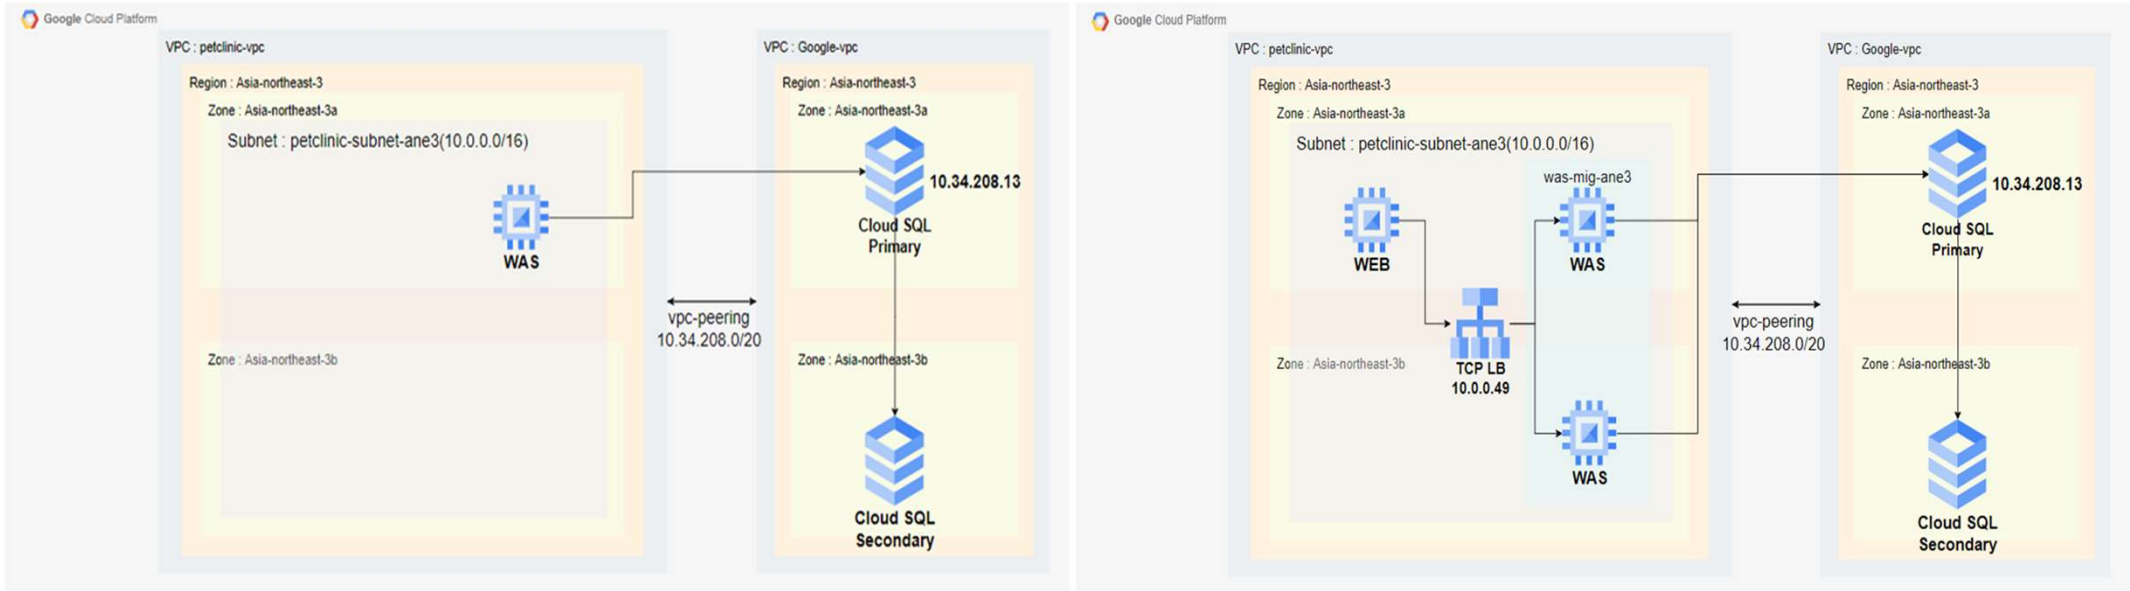 Google Cloud Platform
VPC : petclinic-vpc
Region : Asia-northeast-3
Zone : Asia-northeast-3a
Subnet : petclinic-subnet-ane3(10.0.0.0/16)
WAS
Zone : Asia-northeast-3b
vpc-peering
10.34.208.0/20
VPC : Google-vpc
Region : Asia-northeast-3
Zone : Asia-northeast-3a
10.34.208.13
Cloud SQL
Primary
Zone : Asia-northeast-3b
Cloud SQL
Secondary
Google Cloud Platform
VPC : petclinic-vpc
Region : Asia-northeast-3
Zone : Asia-northeast-3a
Subnet : petclinic-subnet-ane3(10.0.0.0/16)
was-mig-ane3
WEB
WAS
Zone : Asia-northeast-3b
TCP LB
10.0.0.49
WAS
vpc-peering
10.34.208.0/20
VPC : Google-vpc
Region : Asia-northeast-3
Zone : Asia-northeast-3a
10.34.208.13
Cloud SQL
Primary
Zone : Asia-northeast-3b
Cloud SQL
Secondary